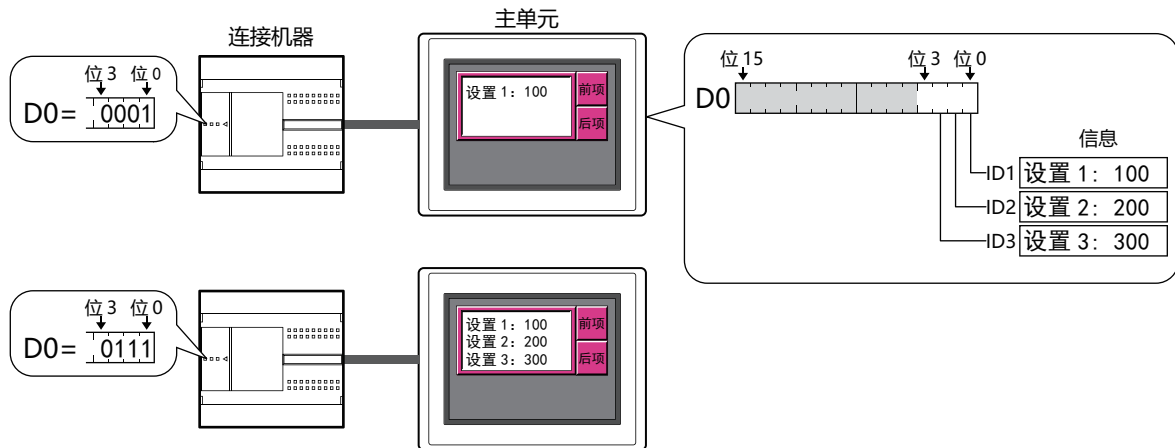 连接机器
主单元
位3 位0
D0= 0001
设置 1: 100
前项
后项
位15 位3 位0
D0
信息
ID1 设置 1: 100
ID2 设置 2: 200
ID3 设置 3: 300
位3 位0
D0= 0111
设置 1: 100
设置 2: 200
设置 3: 300
前项
后项